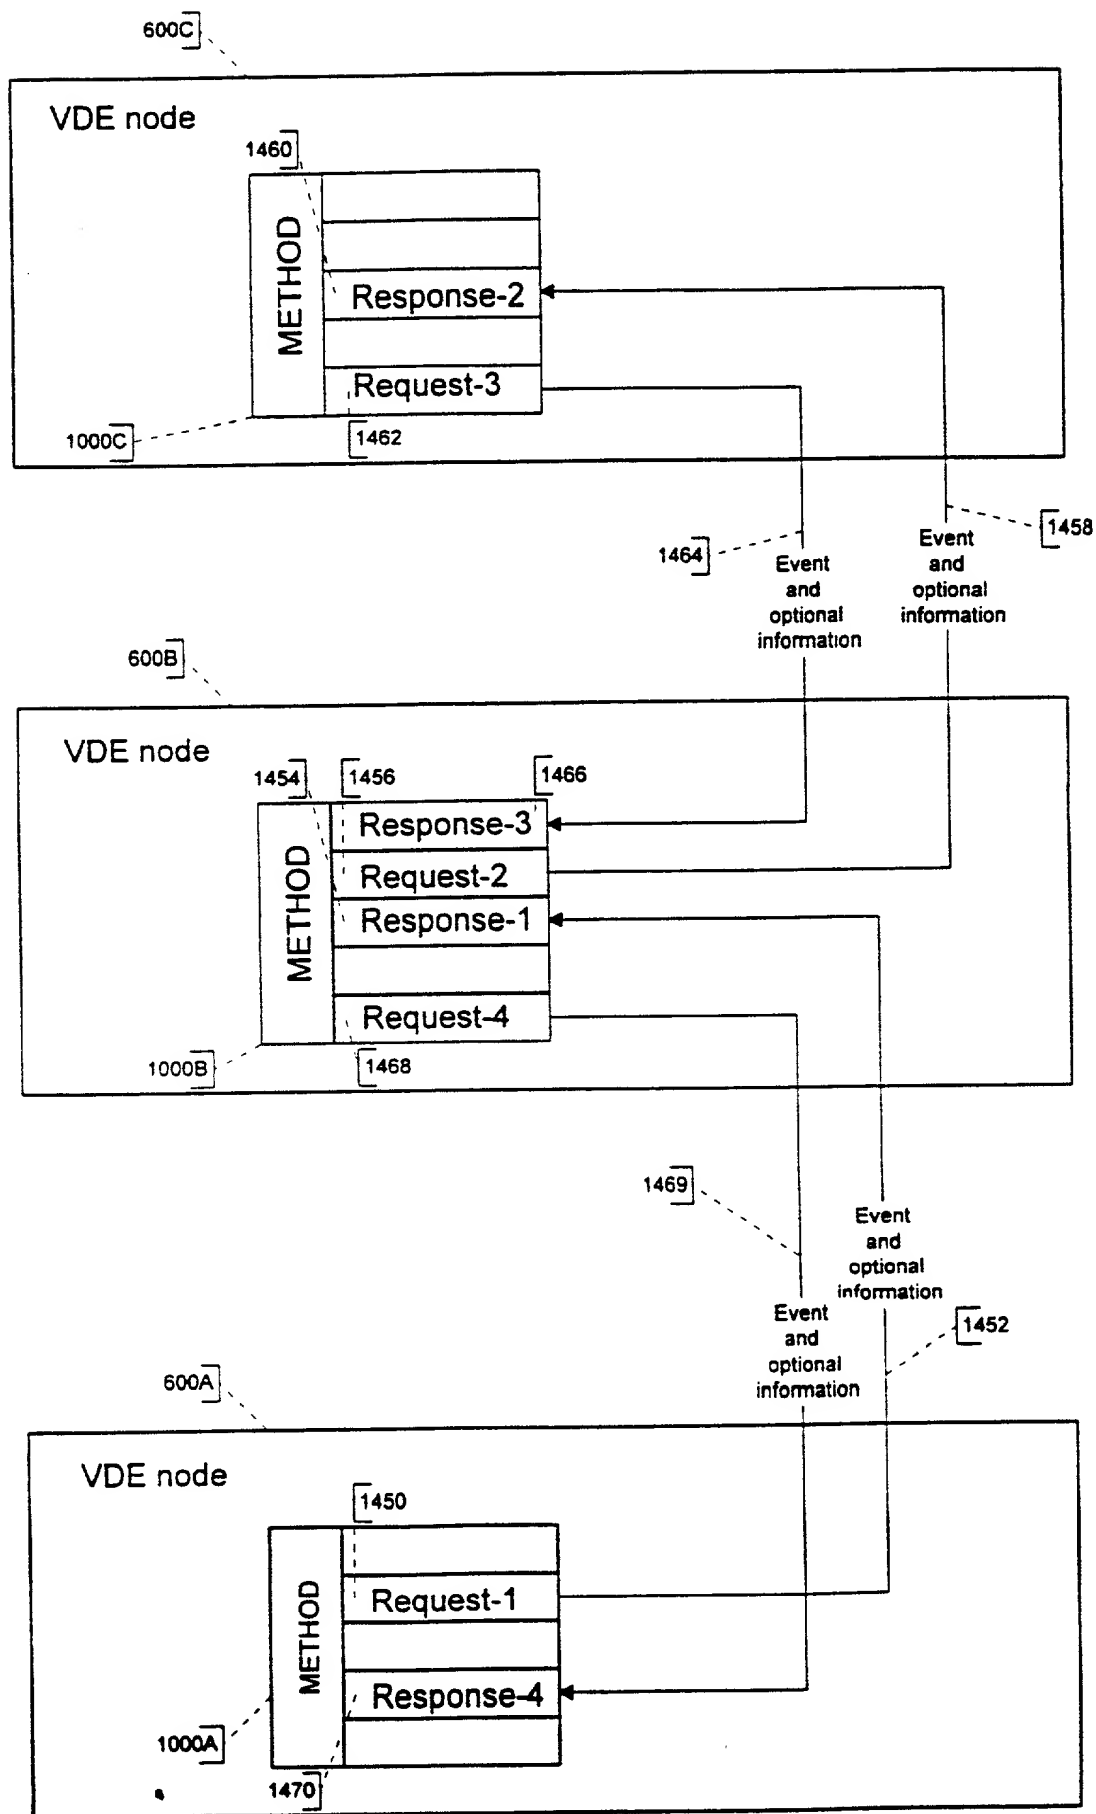 600C
VDE node
1460
METHOD
Response-2
Request-3
1000C
1462
1464
Event
and
optional
information
Event
and
optional
information
1458
600B
VDE node
1454
1456
1466
METHOD
Response-3
Request-2
Response-1
Request-4
1000B
1468
1469
Event
and
optional
information
Event
and
optional
information
1452
600A
VDE node
1450
METHOD
Request-1
Response-4
1000A
1470